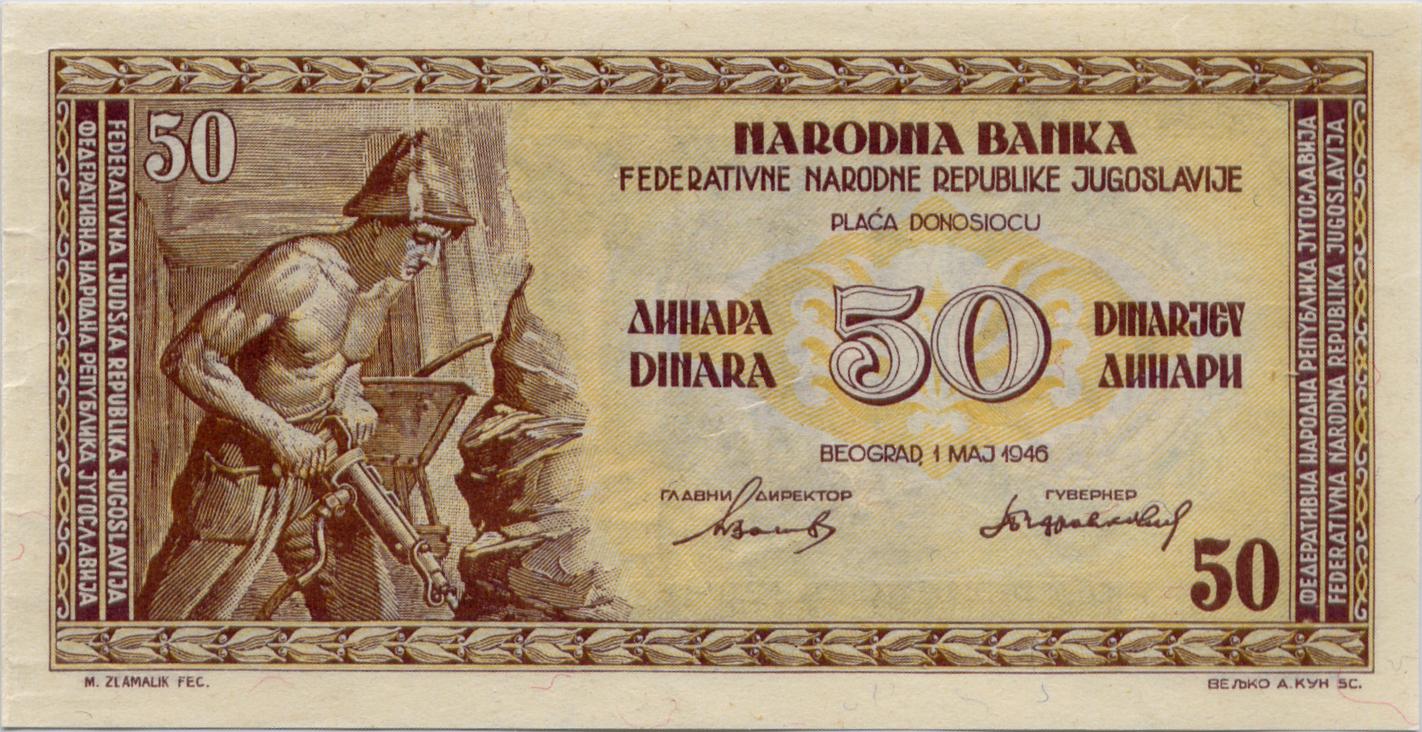 FEDERATIVNA LJUDSKA REPUBLIKA JUGOSLAVIJA
ФЕДЕРАТИВНА НАРОДНА РЕПУБЛИКА ЈУГОСЛАВИЈА
50
NARODNA BANKA
FEDERATIVNE NARODNE REPUBLIKE JUGOSLAVIJE
PLAĆA DONOSIOCU
ДИНАРА
DINARA
50
DINARJEV
ДИНАРИ
BEOGRAD, 1 MAJ 1946
ГЛАВНИ ДИРЕКТОР
ГУВЕРНЕР
50
ФЕДЕРАТИВНА НАРОДНА РЕПУБЛИКА ЈУГОСЛАВИЈА
FEDERATIVNA NARODNA REPUBLIKA JUGOSLAVIJA
M. ZLAMALIK FEC.
ВЕЉКО А. КУН SC.